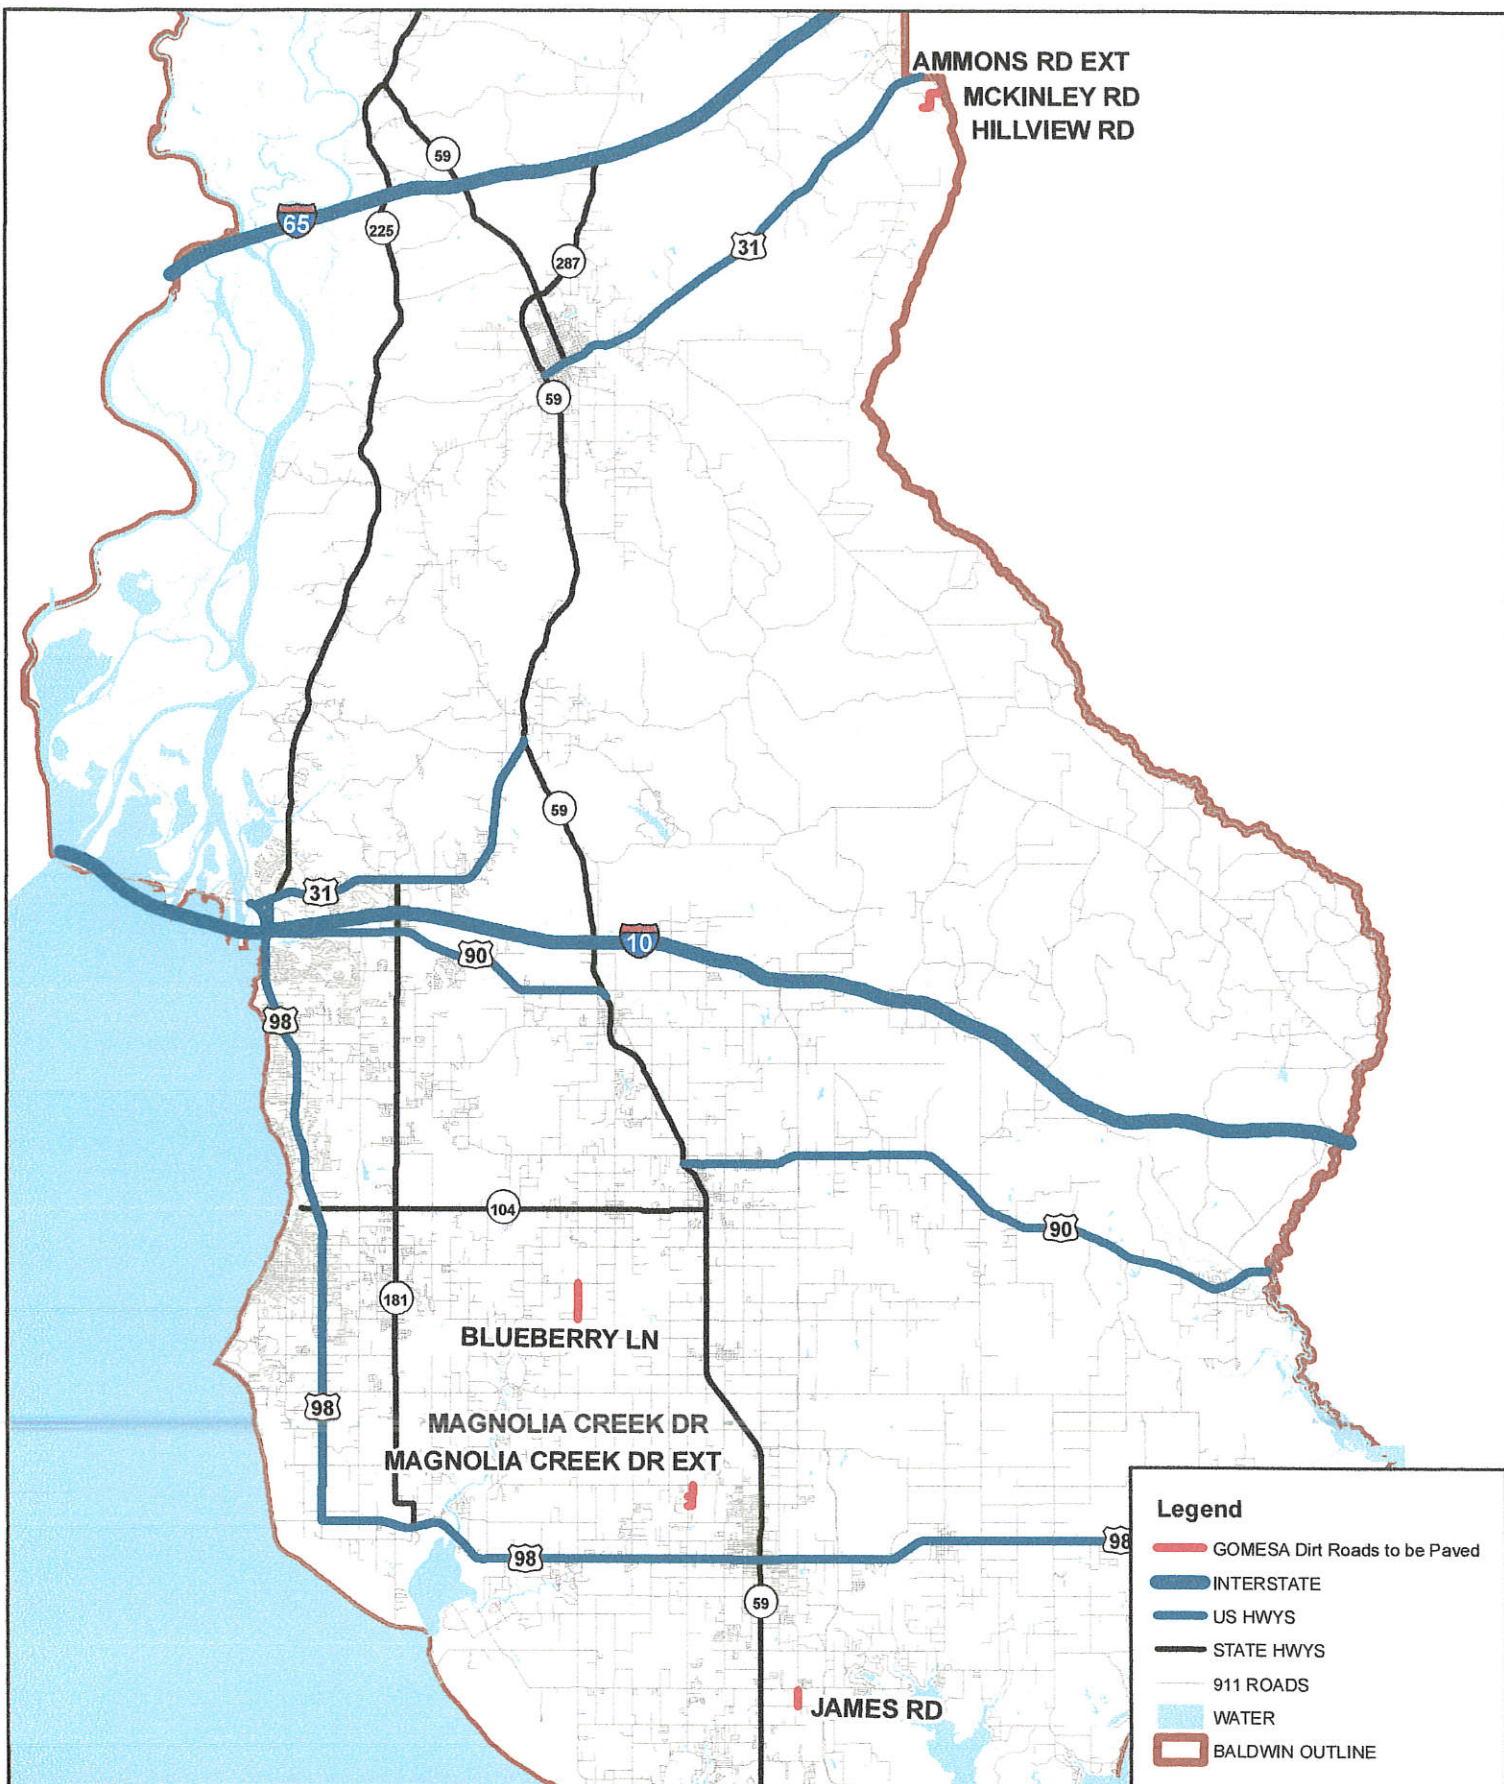 AMMONS RD EXT
MCKINLEY RD
HILLVIEW RD
59
65
225
31
287
59
59
31
10
90
98
104
90
181
BLUEBERRY LN
98
MAGNOLIA CREEK DR
MAGNOLIA CREEK DR EXT
98
98
59
JAMES RD
Legend
GOMESA Dirt Roads to be Paved
INTERSTATE
US HWYS
STATE HWYS
911 ROADS
WATER
BALDWIN OUTLINE